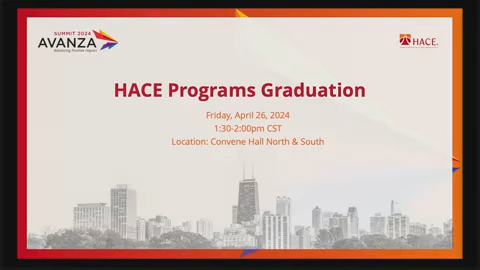 SUMMIT 2024
AVANZA
HACE.
HACE Programs Graduation
Friday, April 26, 2024
1:30-2:00pm CST
Location: Convene Hall North & South